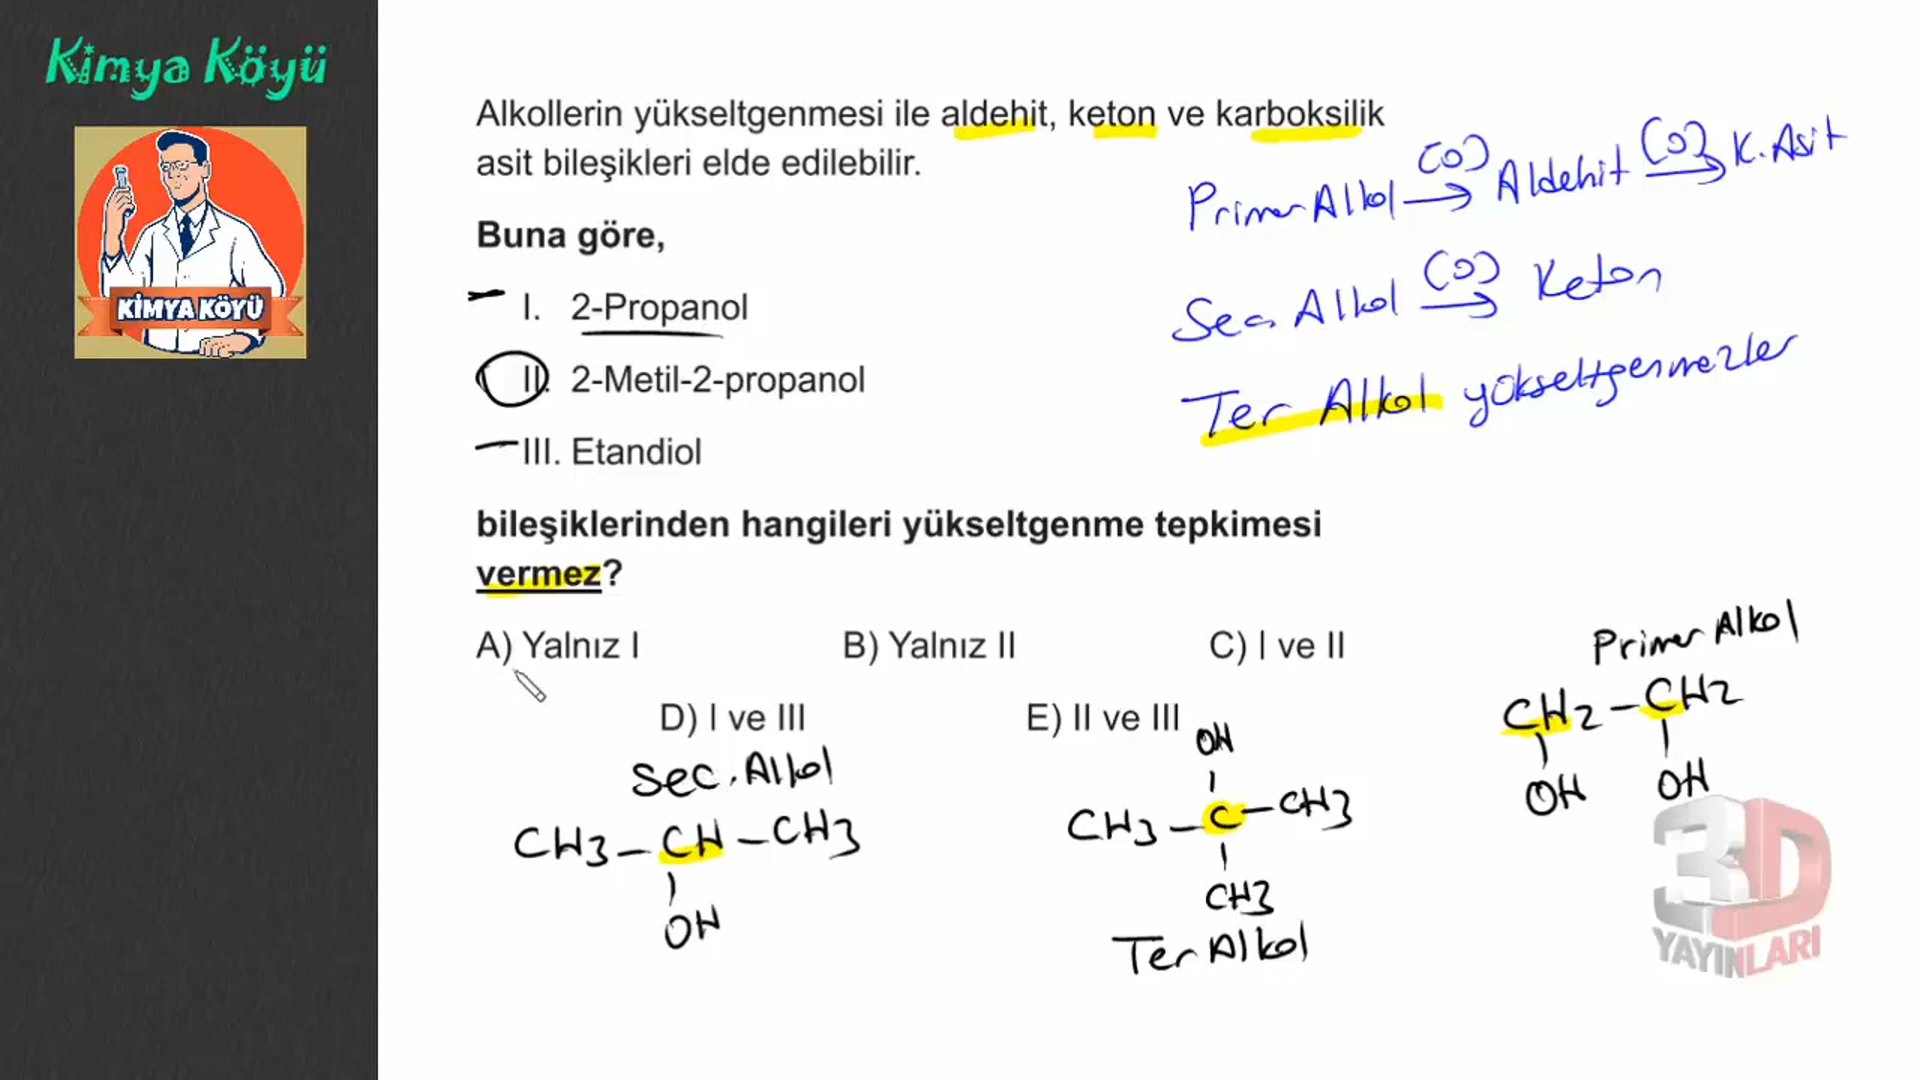 Kimya Köyü
KİMYA KÖYÜ
Alkollerin yükseltgenmesi ile aldehit, keton ve karboksilik
asit bileşikleri elde edilebilir.
Primer Alkol (O) → Aldehit (O) → K. Asit
Buna göre,
I. 2-Propanol
Sec. Alkol (O) → Keton
II. 2-Metil-2-propanol
Ter Alkol yükseltgenmezler
III. Etandiol
bileşiklerinden hangileri yükseltgenme tepkimesi
vermez?
A) Yalnız I B) Yalnız II C) I ve II
D) I ve III E) II ve III
Sec. Alkol
CH3 – CH – CH3
OH
OH
CH3 – C – CH3
CH3
Ter Alkol
Primer Alkol
CH2 – CH2
OH OH
3D
YAYINLARI